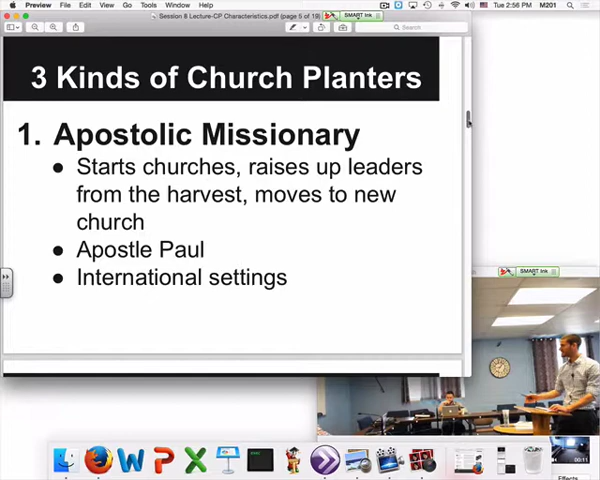 Preview File Edit View Go Tools Window Help Tue 2:56 PM M201
Session 8 Lecture-CP Characteristics.pdf (page 5 of 19)
SMART Ink
Search
3 Kinds of Church Planters
1. Apostolic Missionary
● Starts churches, raises up leaders
from the harvest, moves to new
church
● Apostle Paul
● International settings
SMART Ink
Effects